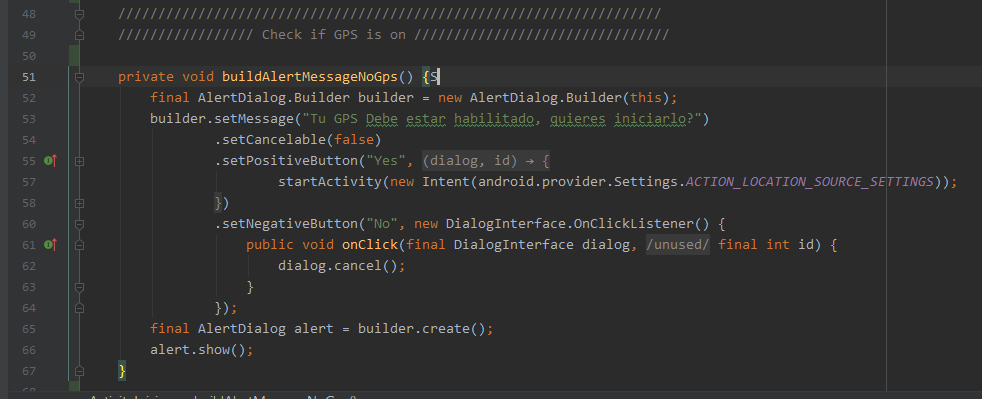 48 ////////////////////////////////////////////////////////////////////
49 ///////////////// Check if GPS is on ////////////////////////////////
50
51 private void buildAlertMessageNoGps() {S
52 final AlertDialog.Builder builder = new AlertDialog.Builder(this);
53 builder.setMessage("Tu GPS Debe estar habilitado, quieres iniciarlo?")
54 .setCancelable(false)
55 .setPositiveButton("Yes", (dialog, id) → {
57 startActivity(new Intent(android.provider.Settings.ACTION_LOCATION_SOURCE_SETTINGS));
58 })
60 .setNegativeButton("No", new DialogInterface.OnClickListener() {
61 public void onClick(final DialogInterface dialog, /unused/ final int id) {
62 dialog.cancel();
63 }
64 });
65 final AlertDialog alert = builder.create();
66 alert.show();
67 }